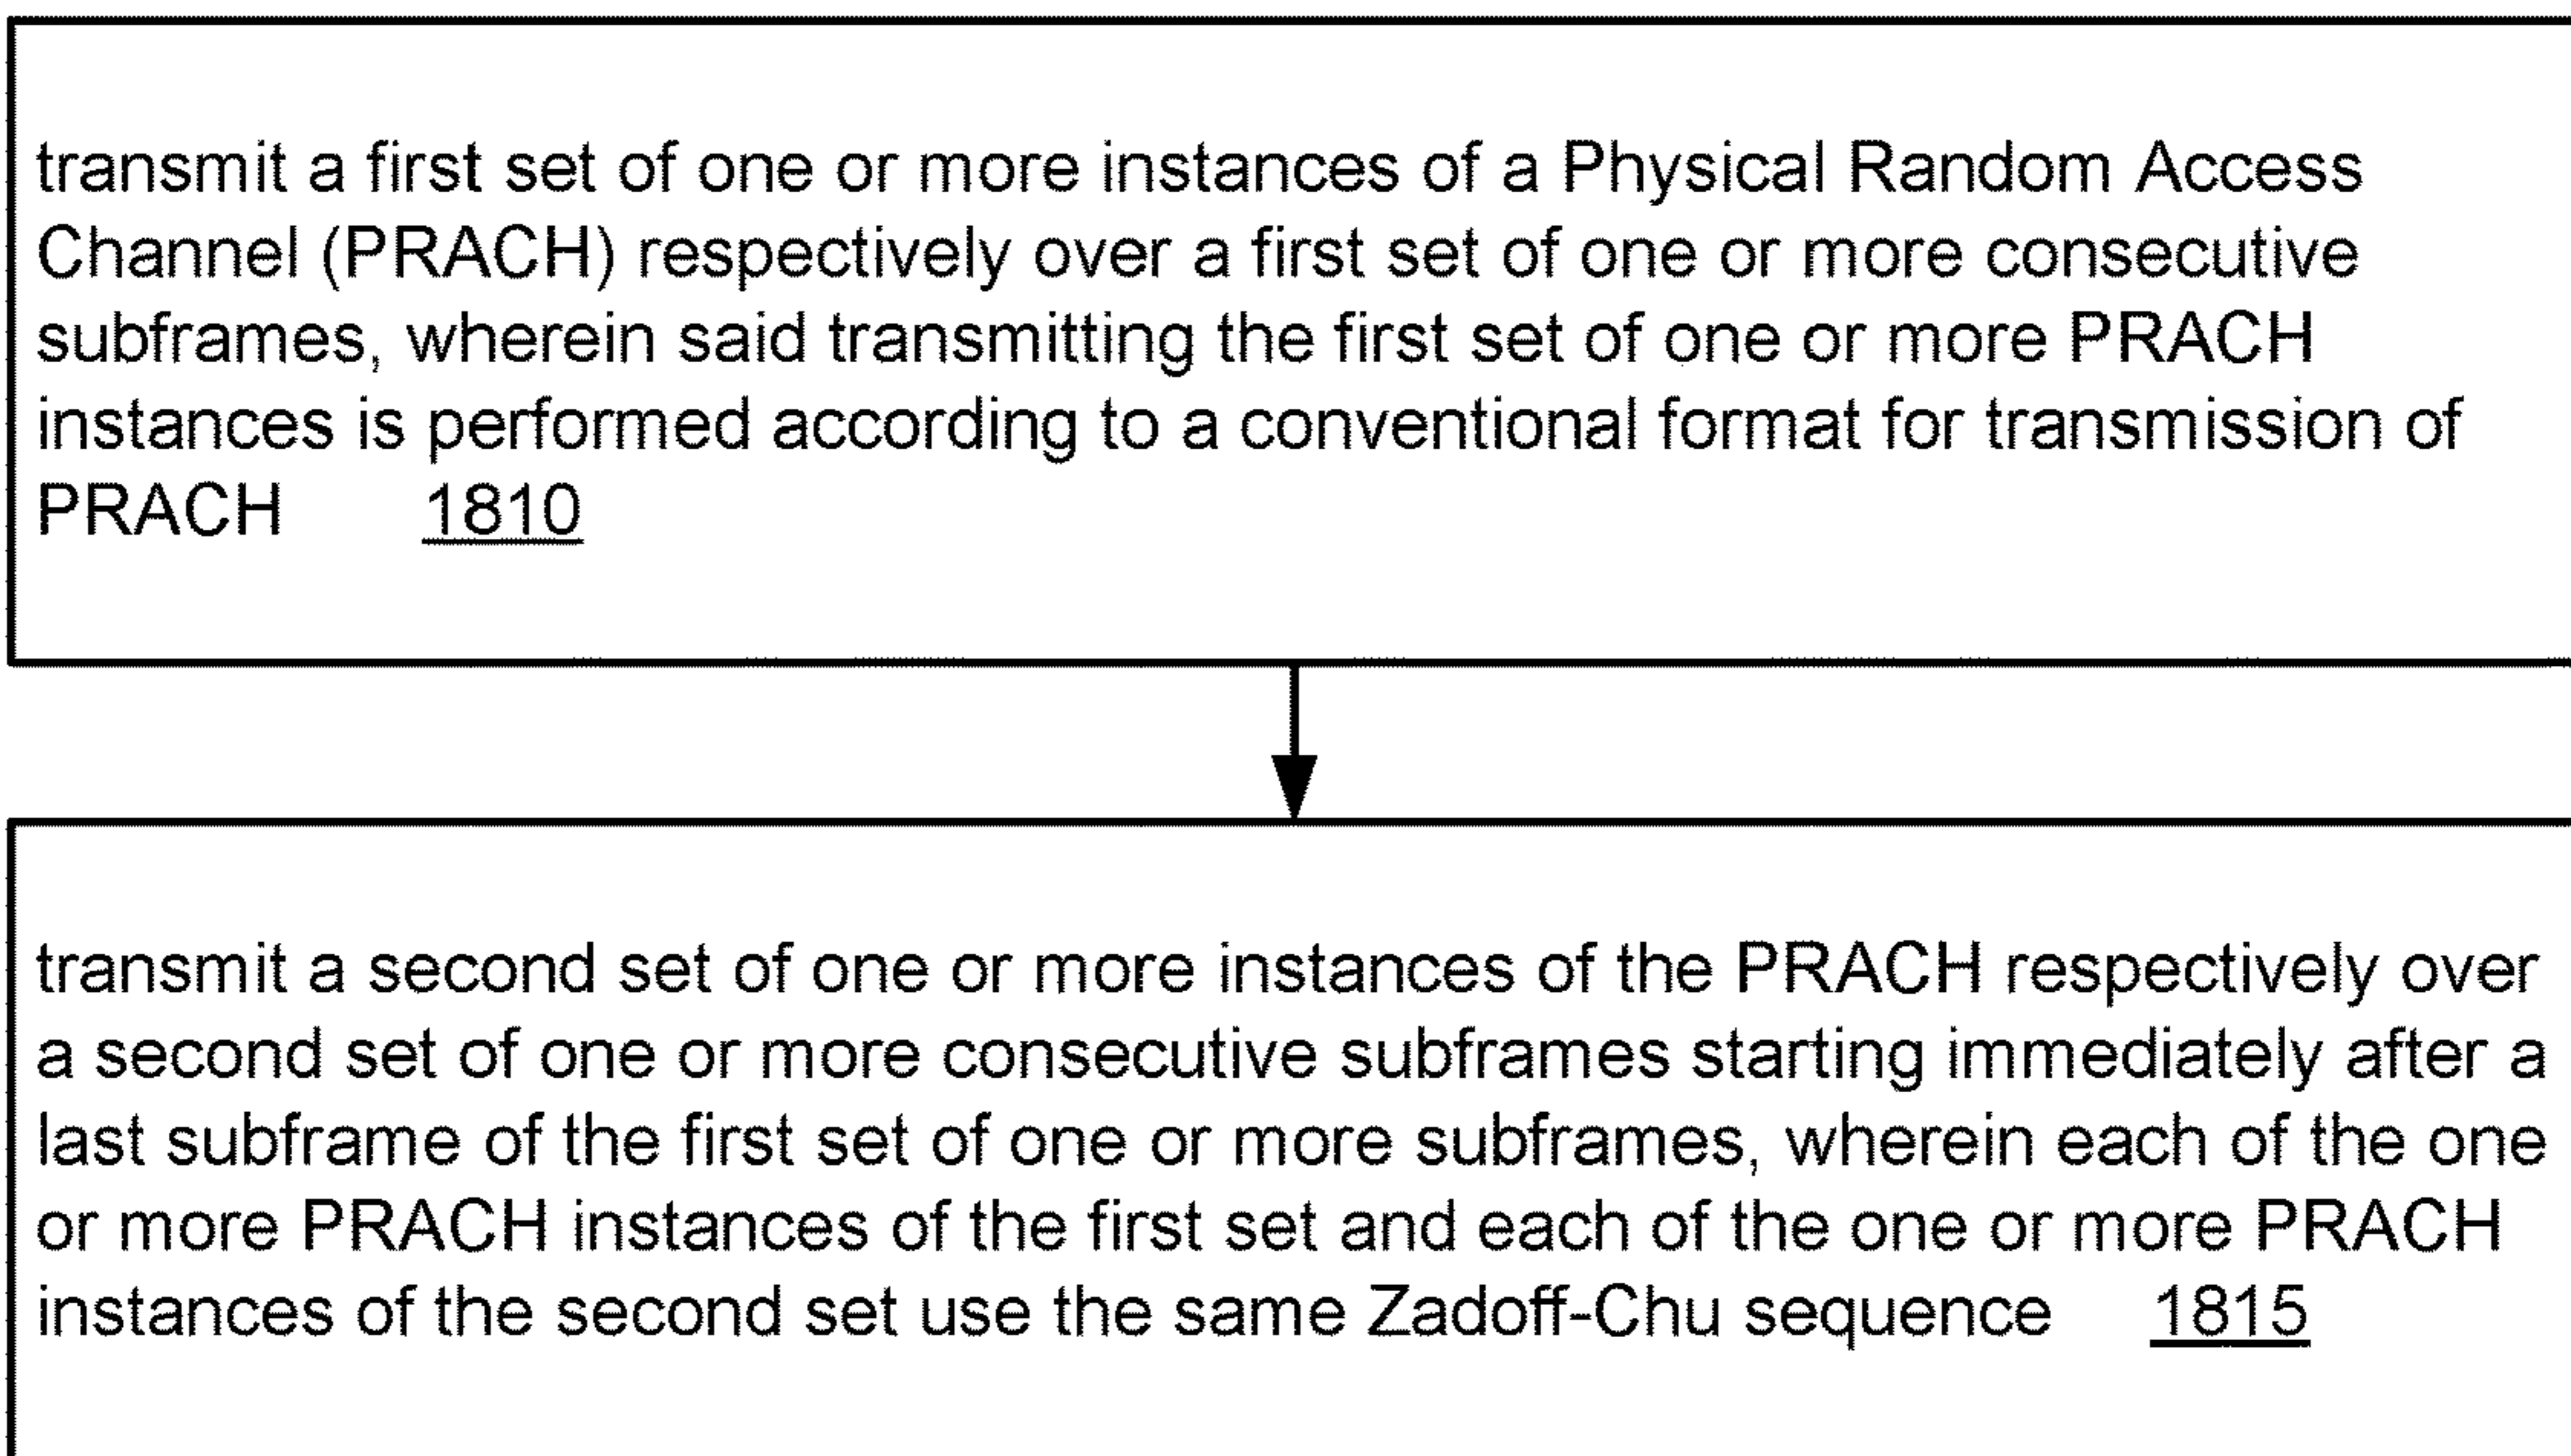 transmit a first set of one or more instances of a Physical Random Access
Channel (PRACH) respectively over a first set of one or more consecutive
subframes, wherein said transmitting the first set of one or more PRACH
instances is performed according to a conventional format for transmission of
PRACH 1810
transmit a second set of one or more instances of the PRACH respectively over
a second set of one or more consecutive subframes starting immediately after a
last subframe of the first set of one or more subframes, wherein each of the one
or more PRACH instances of the first set and each of the one or more PRACH
instances of the second set use the same Zadoff-Chu sequence 1815